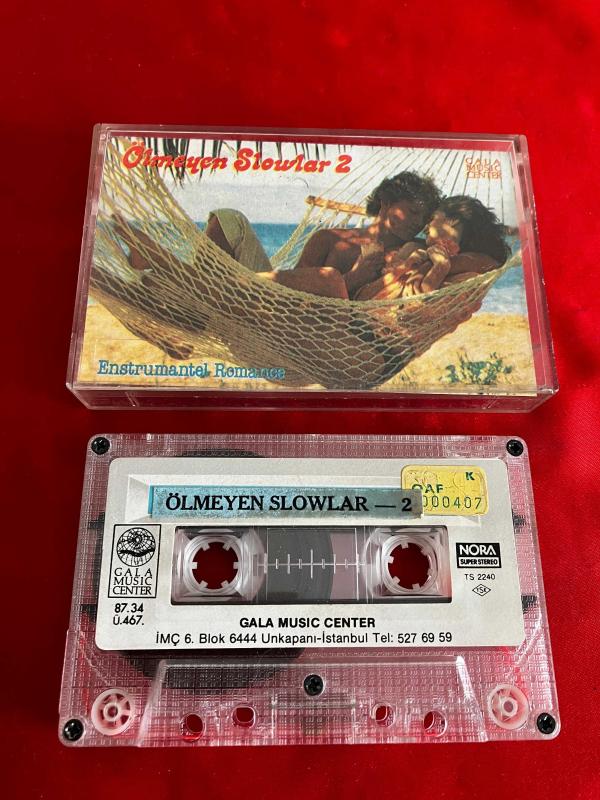 Ölmeyen Slowlar 2
GALA
MUSIC
CENTER
Enstrumantel Romance
ÖLMEYEN SLOWLAR — 2
K
000407
GALA
MUSIC
CENTER
87.34
Ü.467.
NORA
SUPER STEREO
TS 2240
TSE
GALA MUSIC CENTER
İMÇ 6. Blok 6444 Unkapanı-İstanbul Tel: 527 69 59